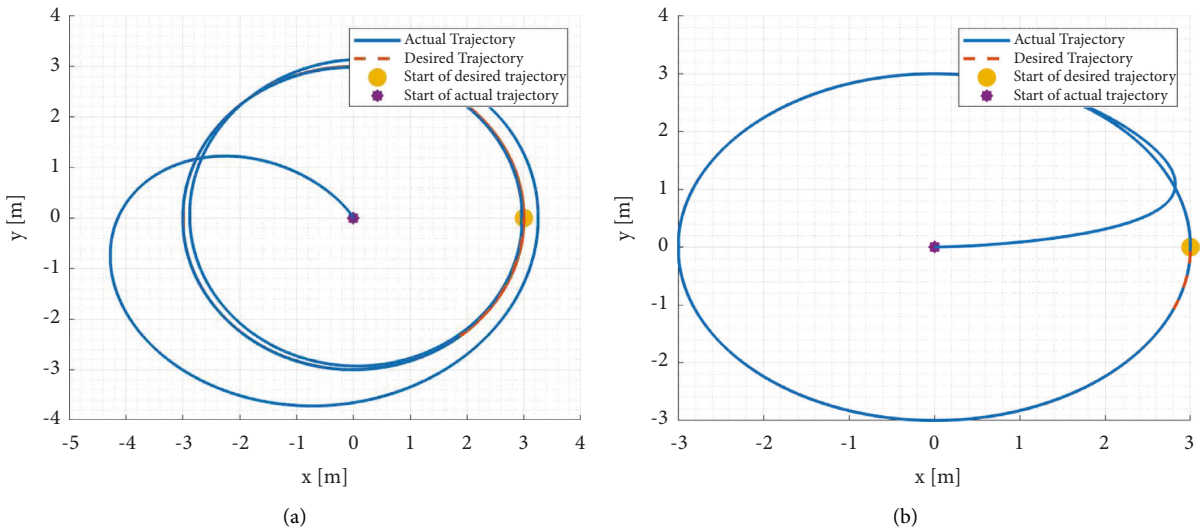 4
3
2
1
0
-1
-2
-3
-4
y [m]
-5 -4 -3 -2 -1 0 1 2 3 4
x [m]
Actual Trajectory
Desired Trajectory
Start of desired trajectory
Start of actual trajectory
(a)
4
3
2
1
0
-1
-2
-3
y [m]
-3 -2 -1 0 1 2 3
x [m]
Actual Trajectory
Desired Trajectory
Start of desired trajectory
Start of actual trajectory
(b)